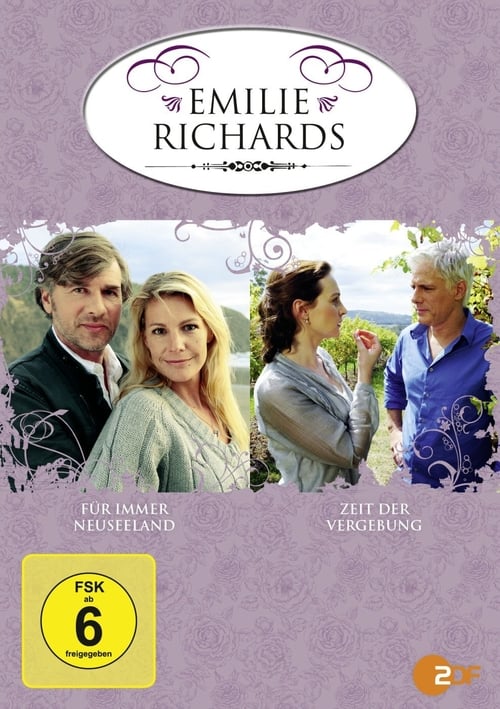 EMILIE
RICHARDS
FÜR IMMER
NEUSEELAND
ZEIT DER
VERGEBUNG
FSK
ab
6
freigegeben
2DF